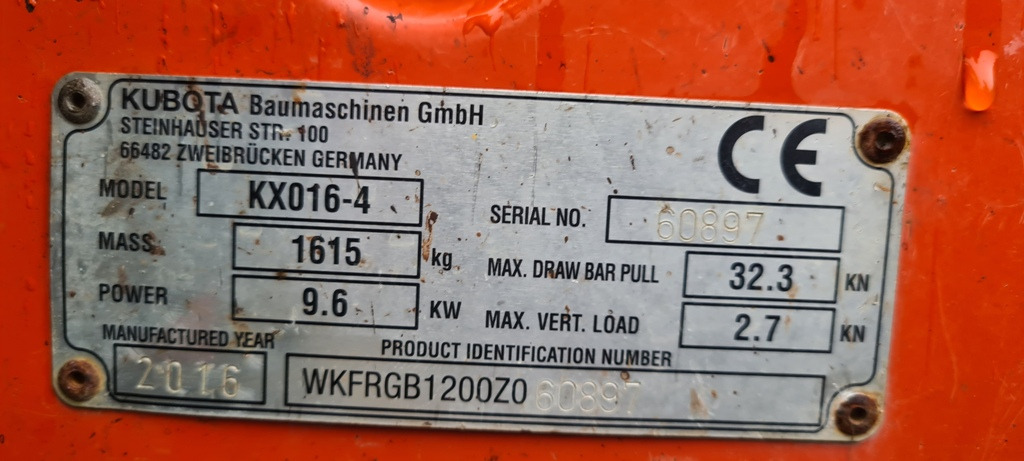 KUBOTA Baumaschinen GmbH
STEINHAUSER STR. 100
66482 ZWEIBRÜCKEN GERMANY
CE
MODEL KX016-4
SERIAL NO. 60897
MASS 1615 kg
MAX. DRAW BAR PULL 32.3 KN
POWER 9.6 KW
MAX. VERT. LOAD 2.7 KN
MANUFACTURED YEAR
2016
PRODUCT IDENTIFICATION NUMBER
WKFRGB1200Z060897